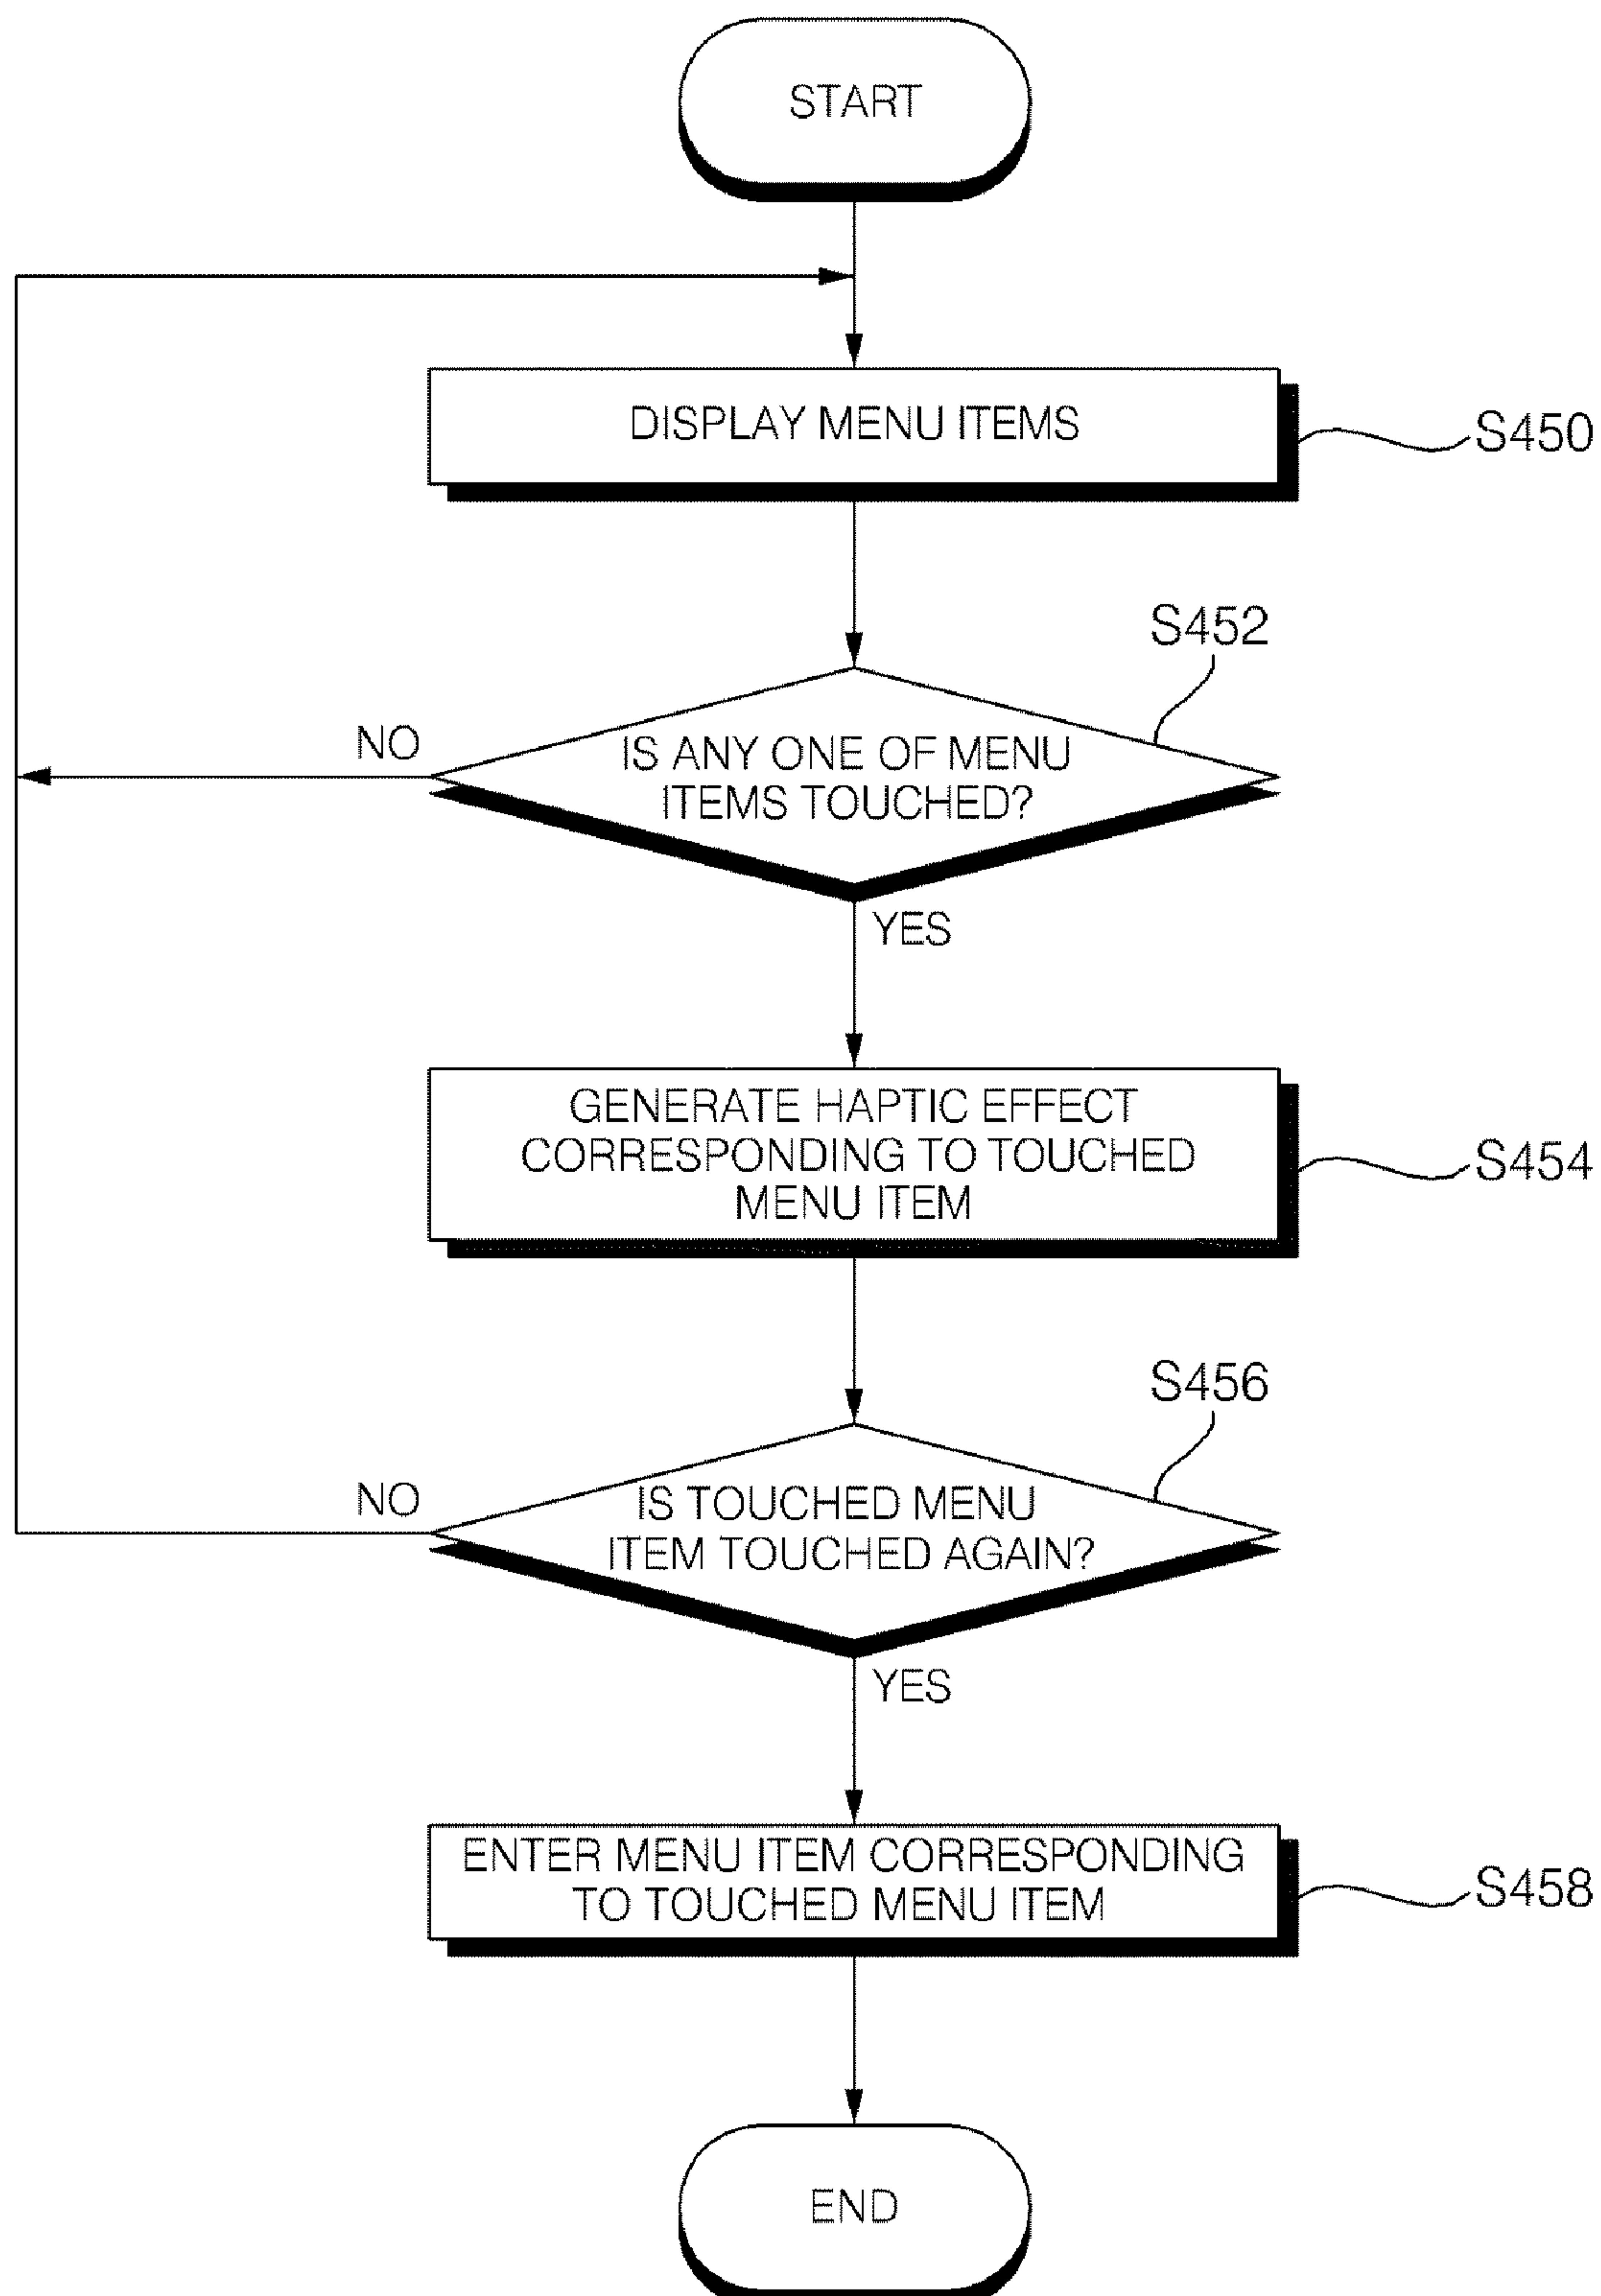 START
DISPLAY MENU ITEMS
S450
S452
NO
IS ANY ONE OF MENU
ITEMS TOUCHED?
YES
GENERATE HAPTIC EFFECT
CORRESPONDING TO TOUCHED
MENU ITEM
S454
S456
NO
IS TOUCHED MENU
ITEM TOUCHED AGAIN?
YES
ENTER MENU ITEM CORRESPONDING
TO TOUCHED MENU ITEM
S458
END